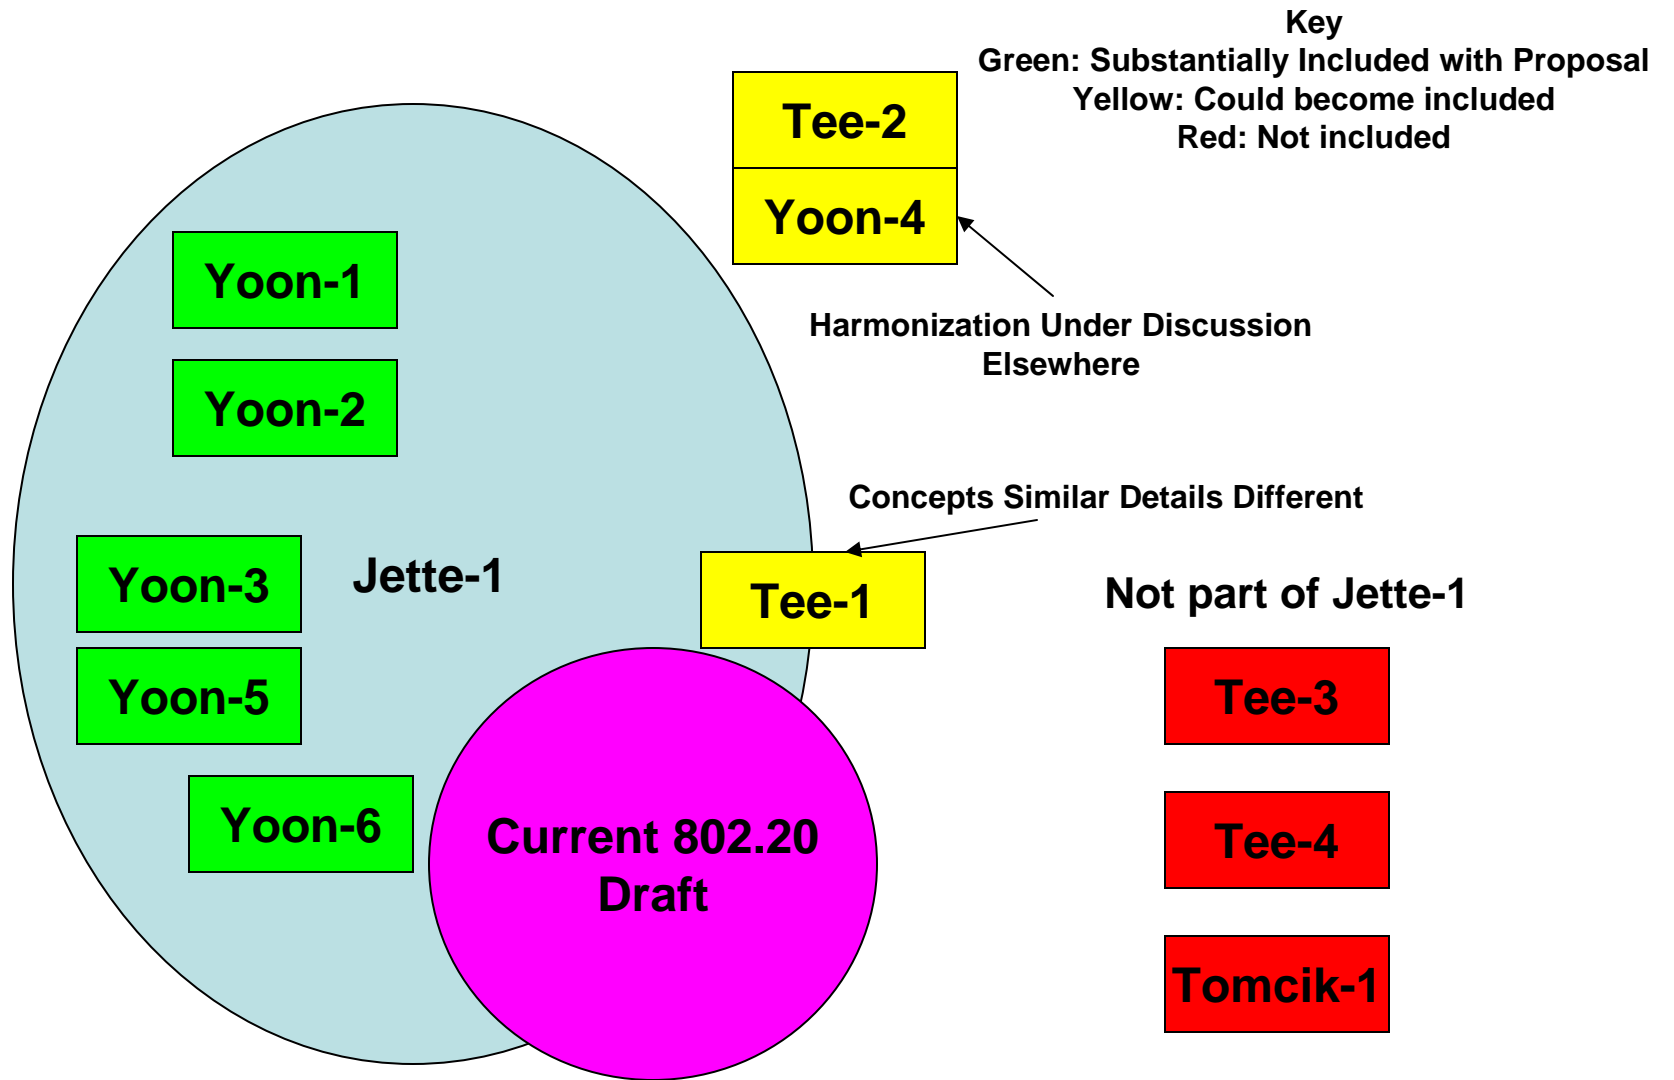 Key
Green: Substantially Included with Proposal
Yellow: Could become included
Red: Not included
Tee-2
Yoon-4
Yoon-1
Harmonization Under Discussion
Elsewhere
Yoon-2
Concepts Similar Details Different
Yoon-3
Jette-1
Tee-1
Not part of Jette-1
Yoon-5
Tee-3
Yoon-6
Current 802.20
Draft
Tee-4
Tomcik-1